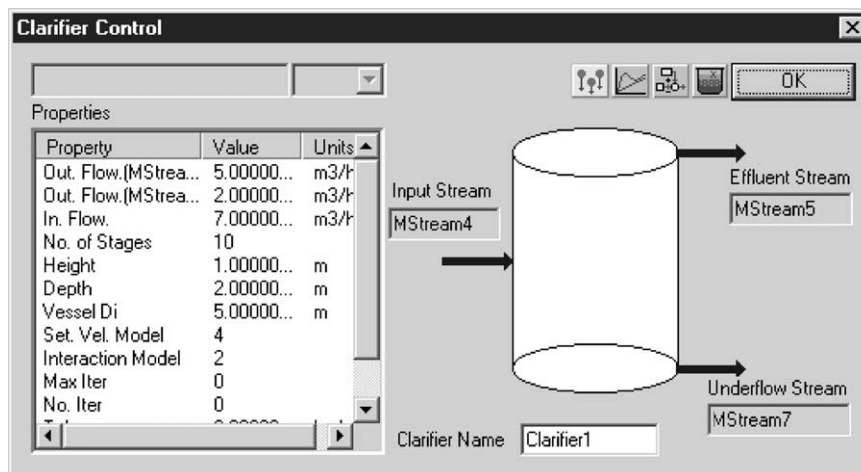 Clarifier Control
OK
Properties
Property Value Units
Out. Flow.(MStrea... 5.00000... m3/h
Out. Flow.(MStrea... 2.00000... m3/h
In. Flow. 7.00000... m3/h
No. of Stages 10
Height 1.00000... m
Depth 2.00000... m
Vessel Di 5.00000... m
Set. Vel. Model 4
Interaction Model 2
Max Iter 0
No. Iter 0
Input Stream
MStream4
Effluent Stream
MStream5
Underflow Stream
MStream7
Clarifier Name Clarifier1